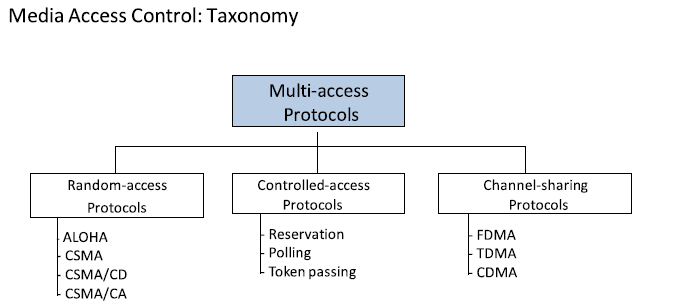 Media Access Control: Taxonomy
Multi-access
Protocols
Random-access
Protocols
ALOHA
CSMA
CSMA/CD
CSMA/CA
Controlled-access
Protocols
Reservation
Polling
Token passing
Channel-sharing
Protocols
FDMA
TDMA
CDMA